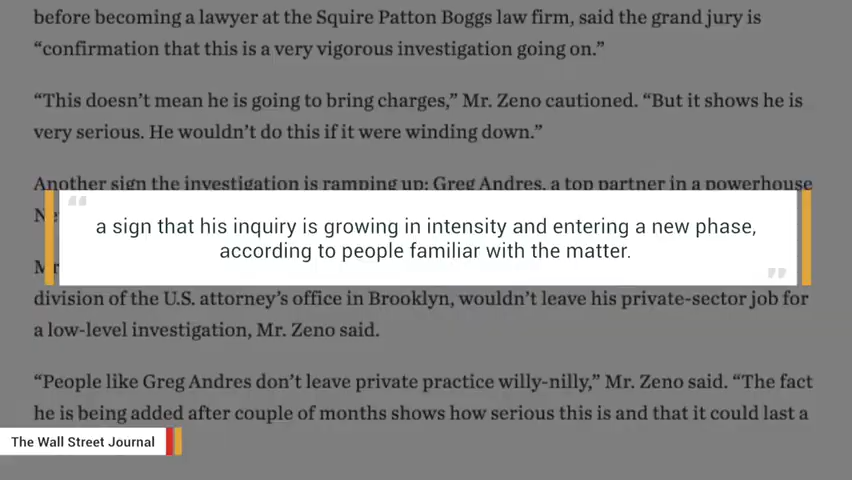 before becoming a lawyer at the Squire Patton Boggs law firm, said the grand jury is
“confirmation that this is a very vigorous investigation going on.”
“This doesn’t mean he is going to bring charges,” Mr. Zeno cautioned. “But it shows he is
very serious. He wouldn’t do this if it were winding down.”
Another sign the investigation is ramping up: Greg Andres, a top partner in a powerhouse
“
a sign that his inquiry is growing in intensity and entering a new phase,
according to people familiar with the matter.
”
division of the U.S. attorney’s office in Brooklyn, wouldn’t leave his private-sector job for
a low-level investigation, Mr. Zeno said.
“People like Greg Andres don’t leave private practice willy-nilly,” Mr. Zeno said. “The fact
he is being added after couple of months shows how serious this is and that it could last a
The Wall Street Journal